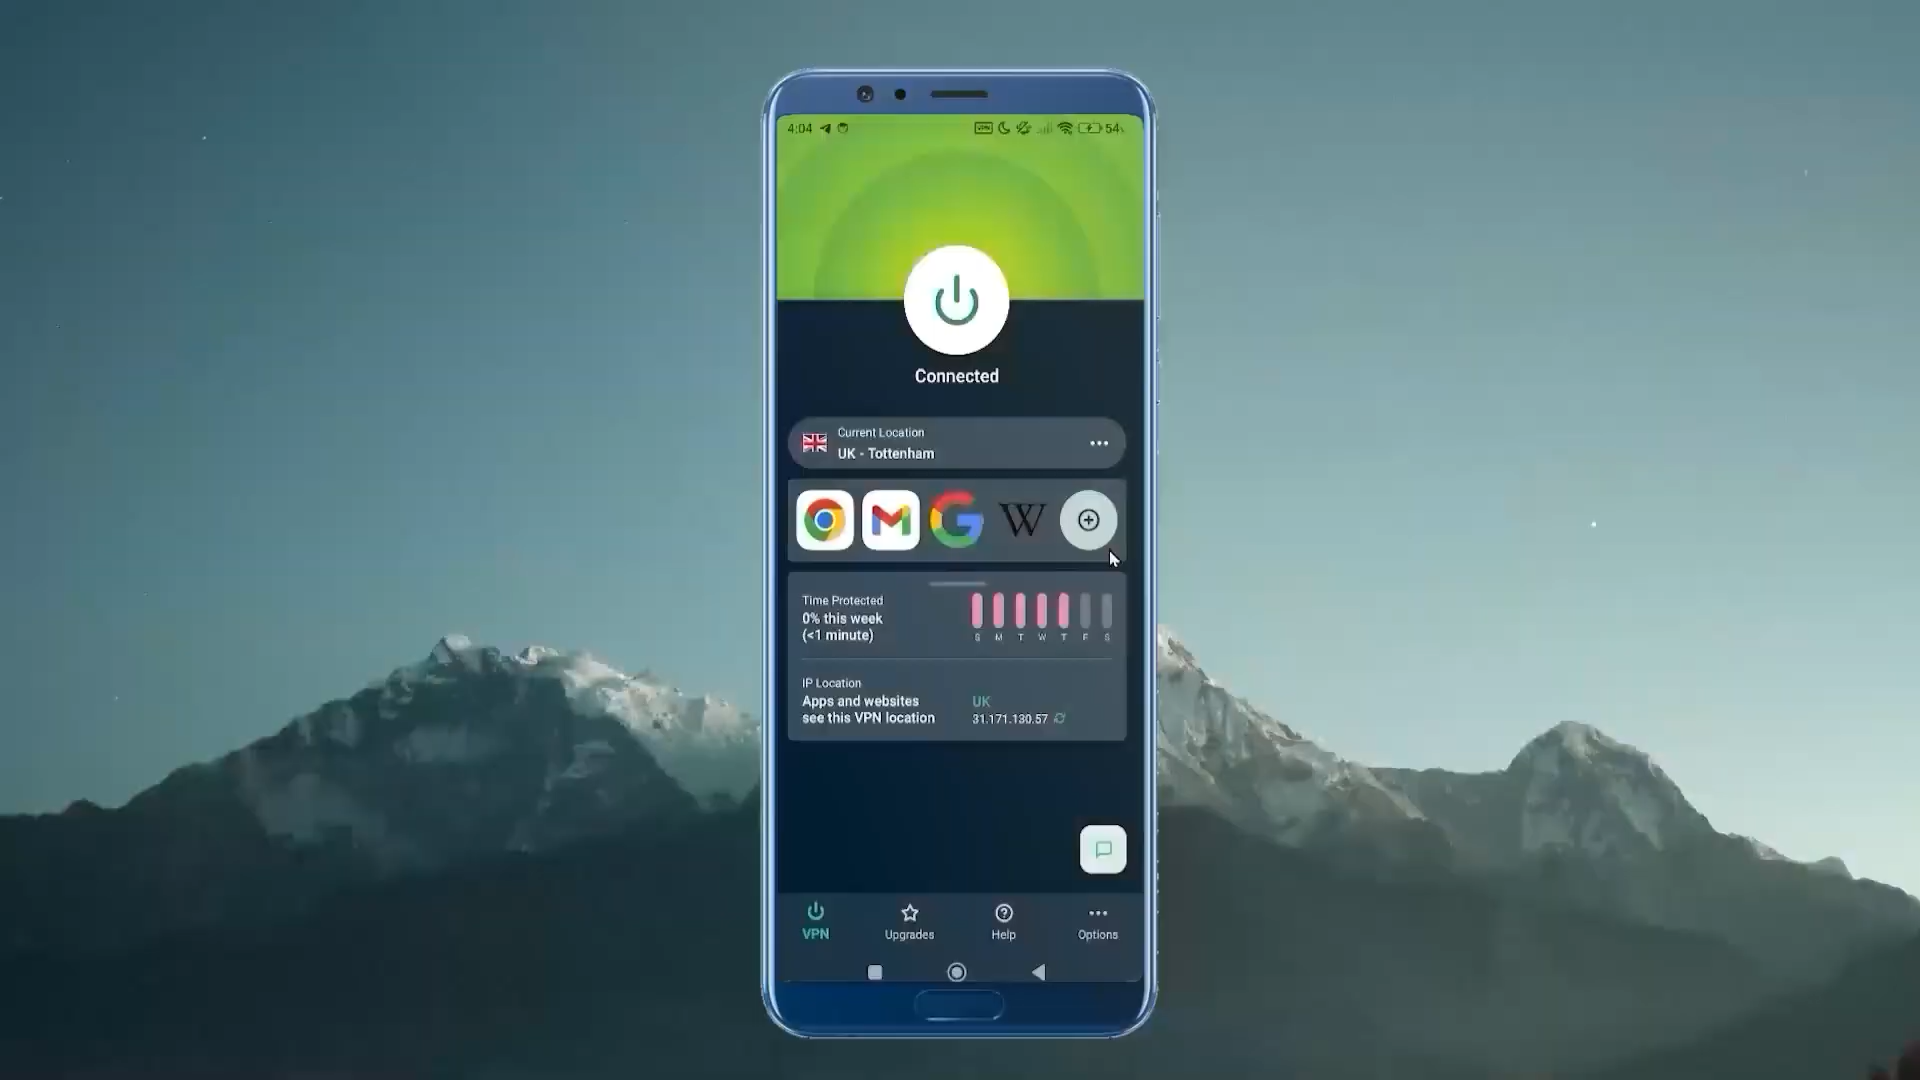 4:04
VPN
54%
Connected
Current Location
UK - Tottenham
W
Time Protected
0% this week
(<1 minute)
S M T W T F S
IP Location
Apps and websites
see this VPN location
UK
31.171.130.57
VPN
Upgrades
Help
Options